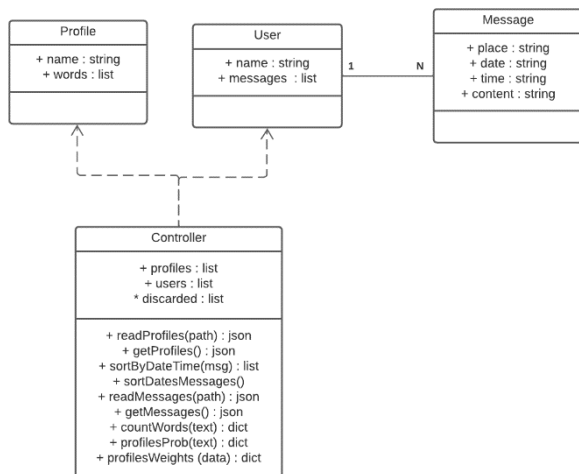 Profile
+ name : string
+ words : list
User
+ name : string
+ messages : list
1
N
Message
+ place : string
+ date : string
+ time : string
+ content : string
Controller
+ profiles : list
+ users : list
* discarded : list
+ readProfiles(path) : json
+ getProfiles() : json
+ sortByDateTime(msg) : list
+ sortDatesMessages()
+ readMessages(path) : json
+ getMessages() : json
+ countWords(text) : dict
+ profilesProb(text) : dict
+ profilesWeights (data) : dict